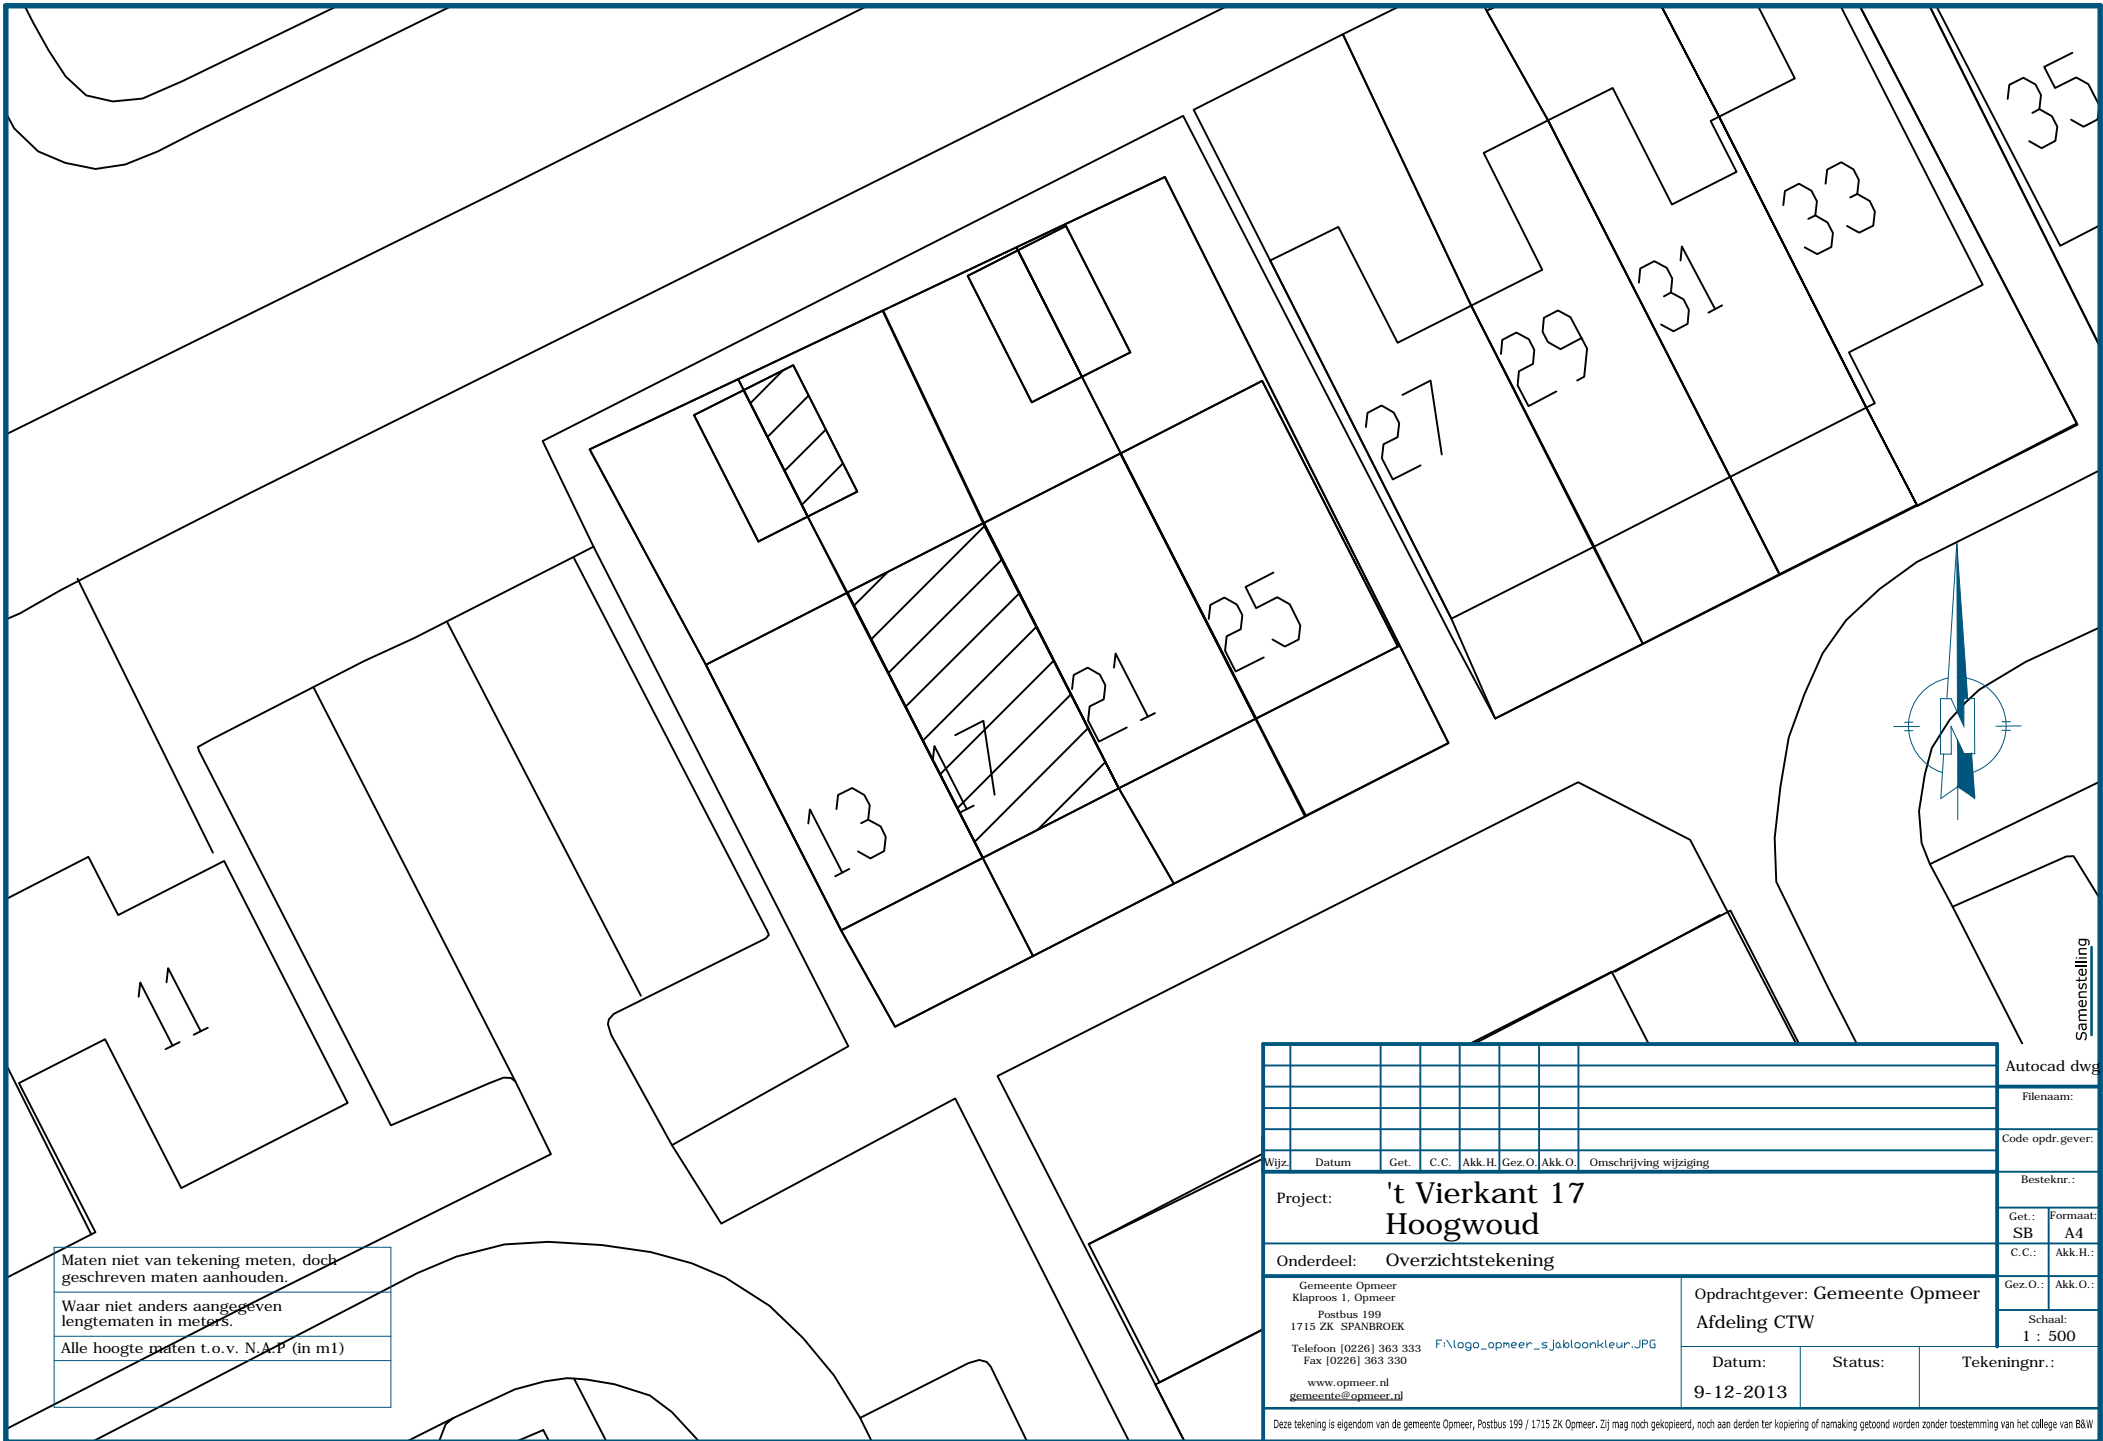 35
33
31
29
27
25
21
17
13
11
N
Samenstelling
Maten niet van tekening meten, doch
geschreven maten aanhouden.
Waar niet anders aangegeven
lengtematen in meters.
Alle hoogte maten t.o.v. N.A.P (in m1)
Autocad dwg
Filenaam:
Code opdr.gever:
Besteknr.:
Get.: Formaat:
SB A4
C.C.: Akk.H.:
Gez.O.: Akk.O.:
Schaal:
1 : 500
Wijz. Datum Get. C.C. Akk.H. Gez.O. Akk.O. Omschrijving wijziging
Project: 't Vierkant 17
Hoogwoud
Onderdeel: Overzichtstekening
Gemeente Opmeer
Klaproos 1, Opmeer
Postbus 199
1715 ZK SPANBROEK
Telefoon [0226] 363 333
Fax [0226] 363 330
www.opmeer.nl
gemeente@opmeer.nl
F:\logo_opmeer_sjabloonkleur.JPG
Opdrachtgever: Gemeente Opmeer
Afdeling CTW
Datum: Status: Tekeningnr.:
9-12-2013
Deze tekening is eigendom van de gemeente Opmeer, Postbus 199 / 1715 ZK Opmeer. Zij mag noch gekopieerd, noch aan derden ter kopiering of namaking getoond worden zonder toestemming van het college van B&W